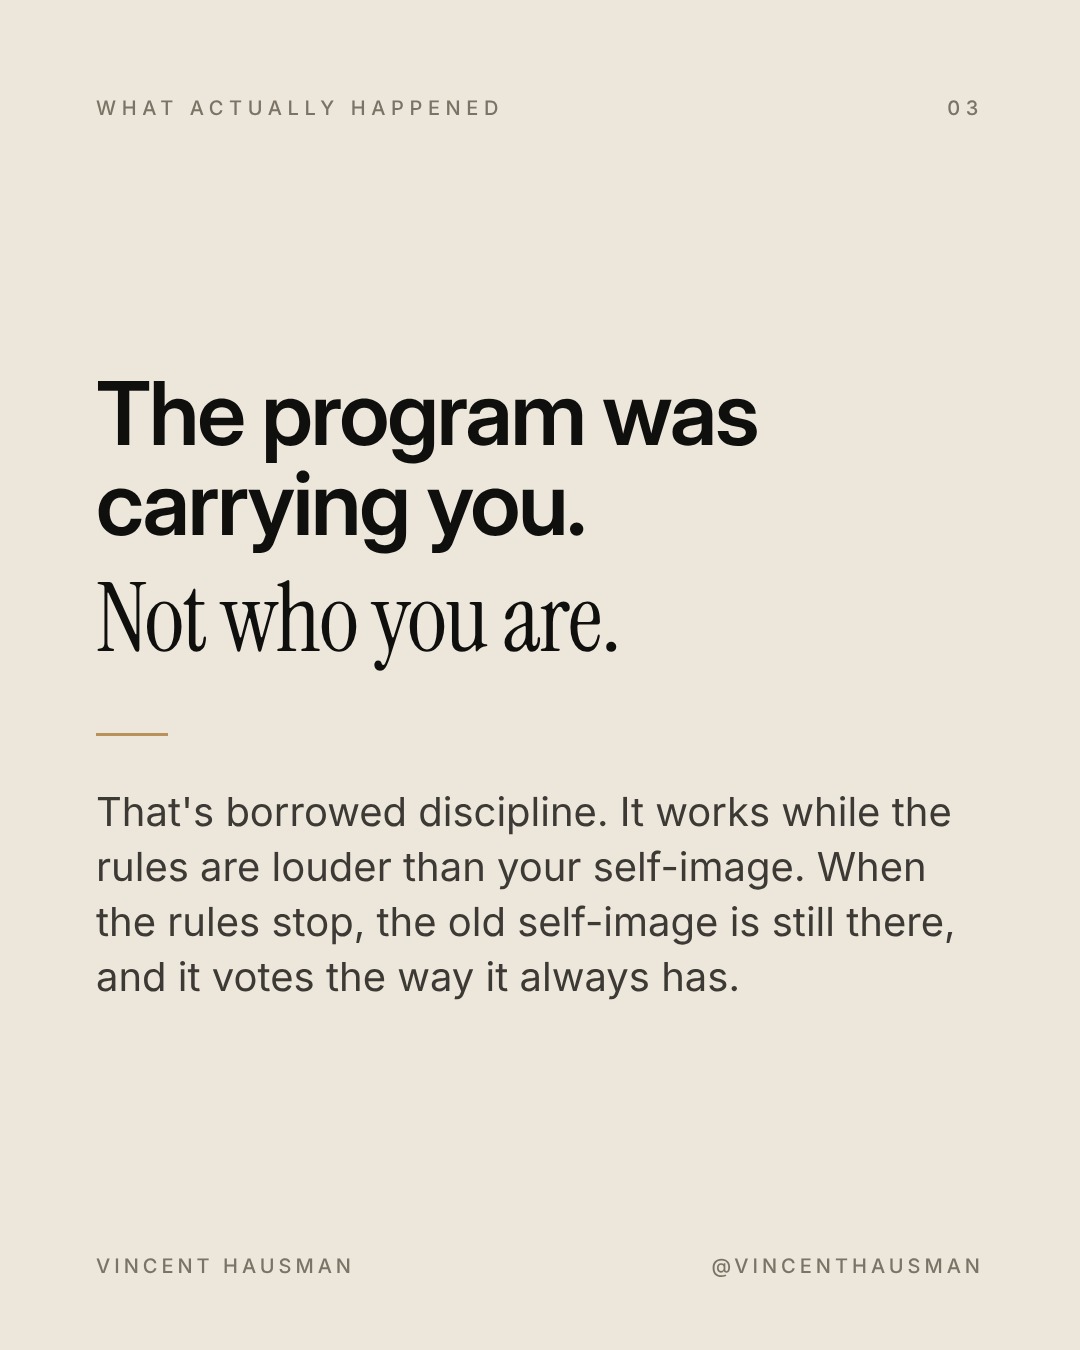 WHAT ACTUALLY HAPPENED 03
The program was
carrying you.
Not who you are.
That's borrowed discipline. It works while the
rules are louder than your self-image. When
the rules stop, the old self-image is still there,
and it votes the way it always has.
VINCENT HAUSMAN @VINCENTHAUSMAN